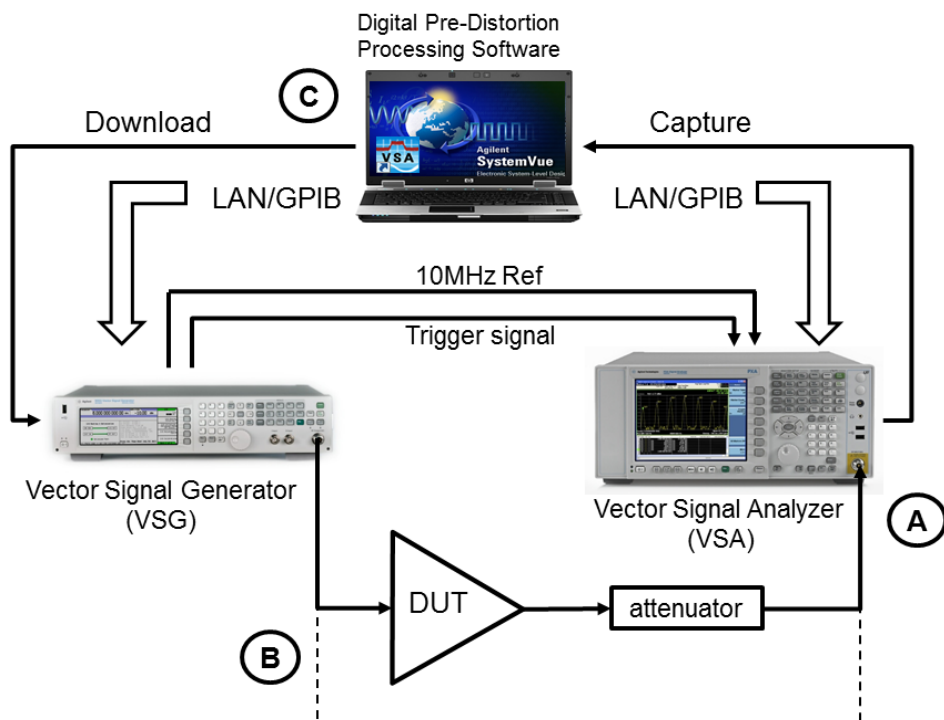 Digital Pre-Distortion
Processing Software
C
Download
Capture
VSA
Agilent
SystemVue
Electronic System-Level Desig
LAN/GPIB
LAN/GPIB
10MHz Ref
Trigger signal
Vector Signal Generator
(VSG)
Vector Signal Analyzer
(VSA)
A
DUT
attenuator
B